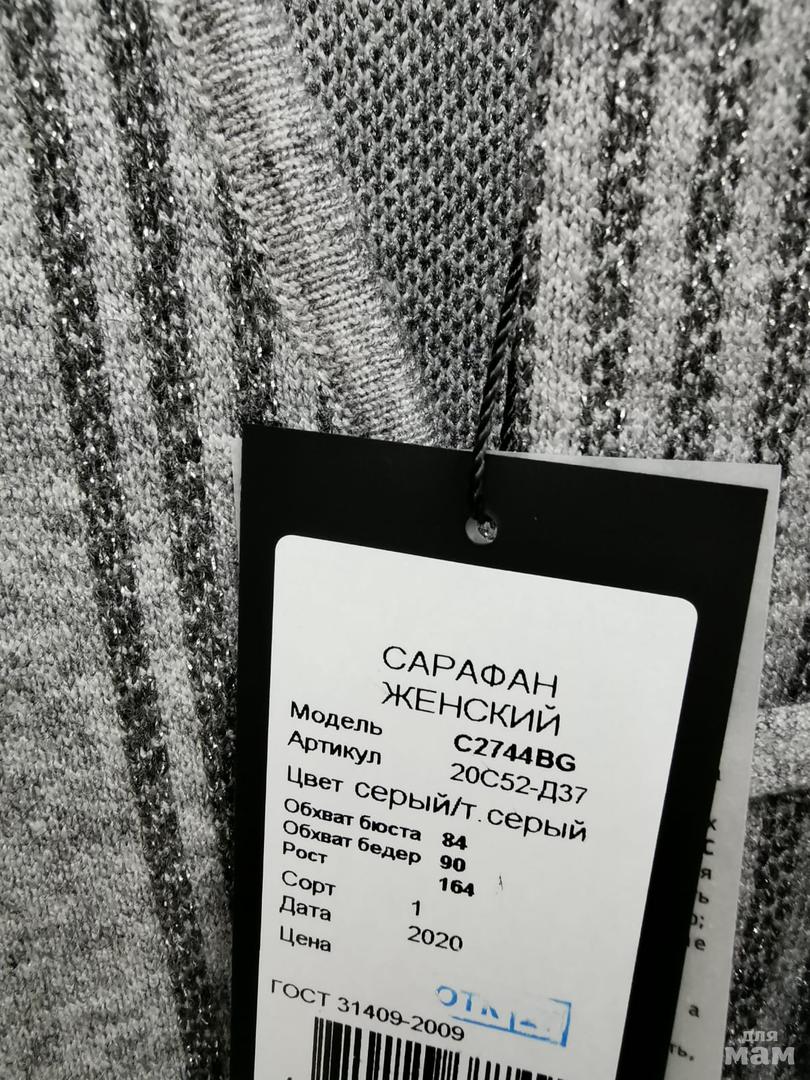 САРАФАН
ЖЕНСКИЙ
Модель C2744BG
Артикул 20С52-Д37
Цвет серый/т.серый
Обхват бюста 84
Обхват бедер 90
Рост 164
Сорт 1
Дата 2020
Цена
ГОСТ 31409-2009
ОТК
для
мам